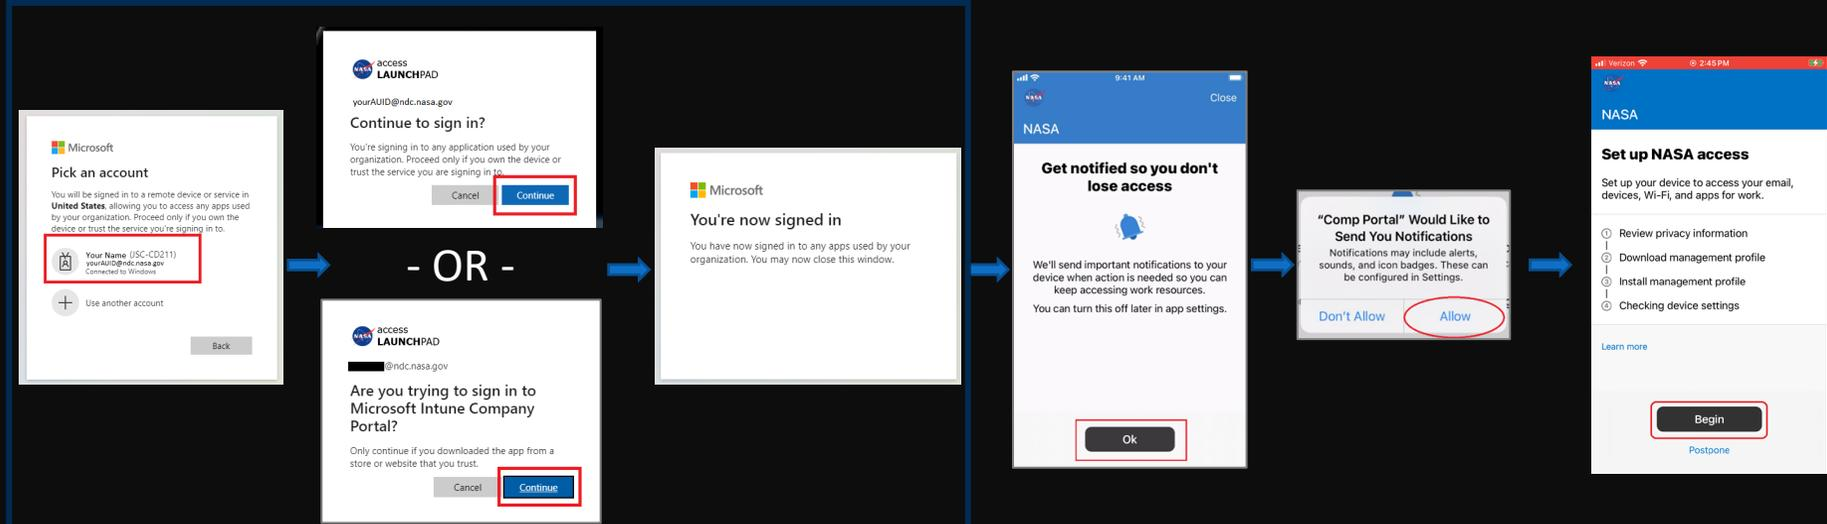 Microsoft
Pick an account
You will be signed in to a remote device or service in
United States, allowing you to access any apps used
by your organization. Proceed only if you own the
device or trust the service you're signing in to.
Your Name (JSC-CD211)
yourAUID@ndc.nasa.gov
Connected to Windows
Use another account
Back
NASA
access
LAUNCHPAD
yourAUID@ndc.nasa.gov
Continue to sign in?
You're signing in to any application used by your
organization. Proceed only if you own the device or
trust the service you are signing in to.
Cancel
Continue
- OR -
NASA
access
LAUNCHPAD
@ndc.nasa.gov
Are you trying to sign in to
Microsoft Intune Company
Portal?
Only continue if you downloaded the app from a
store or website that you trust.
Cancel
Continue
Microsoft
You're now signed in
You have now signed in to any apps used by your
organization. You may now close this window.
9:41 AM
NASA
Close
NASA
Get notified so you don't
lose access
We'll send important notifications to your
device when action is needed so you can
keep accessing work resources.
You can turn this off later in app settings.
Ok
“Comp Portal” Would Like to
Send You Notifications
Notifications may include alerts,
sounds, and icon badges. These can
be configured in Settings.
Don't Allow
Allow
Verizon
2:45 PM
NASA
NASA
Set up NASA access
Set up your device to access your email,
devices, Wi-Fi, and apps for work.
1 Review privacy information
2 Download management profile
3 Install management profile
4 Checking device settings
Learn more
Begin
Postpone